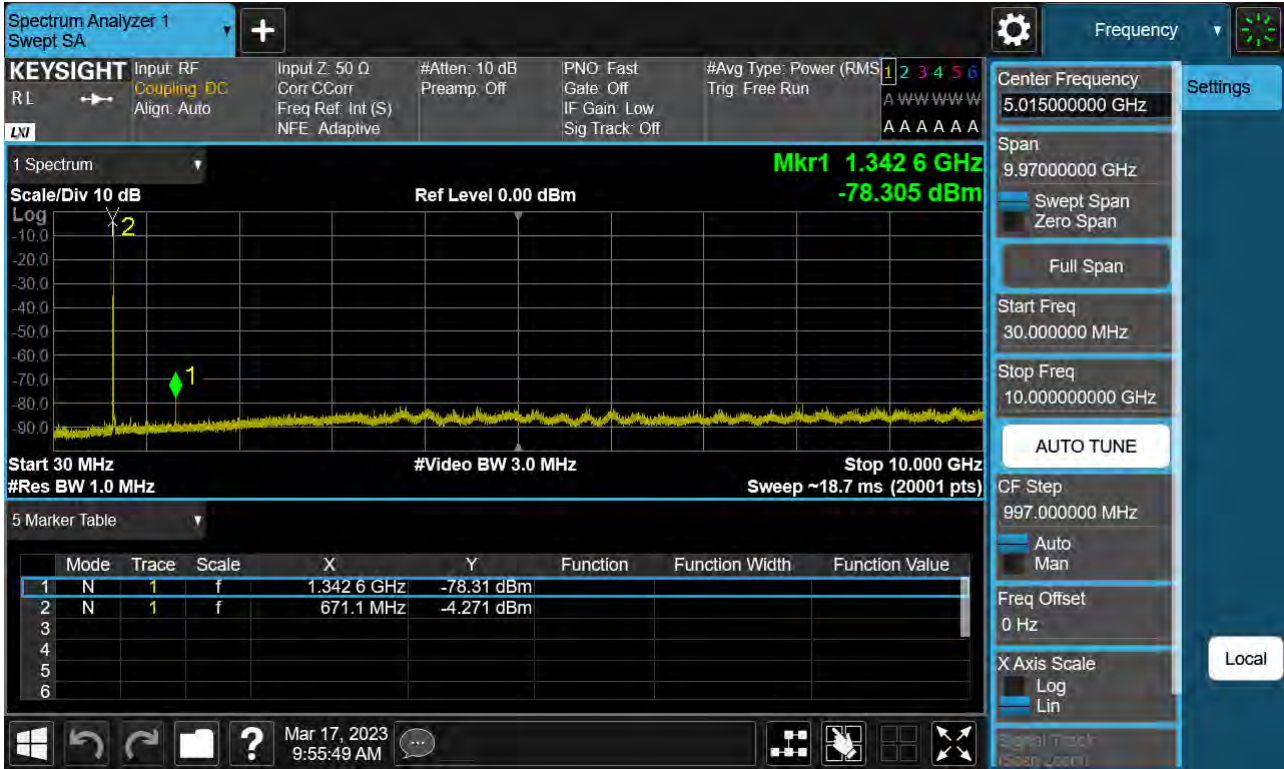 Spectrum Analyzer 1
Swept SA
Frequency
KEYSIGHT
RL
LXI
Input: RF
Coupling: DC
Align: Auto
Input Z: 50 Ω
Corr CCorr
Freq Ref: Int (S)
NFE: Adaptive
#Atten: 10 dB
Preamp: Off
PNO: Fast
Gate: Off
IF Gain: Low
Sig Track: Off
#Avg Type: Power (RMS
Trig: Free Run
1 2 3 4 5 6
A W W W W W
A A A A A A
1 Spectrum
Mkr1 1.342 6 GHz
Scale/Div 10 dB
Ref Level 0.00 dBm
-78.305 dBm
Log
-10.0
-20.0
-30.0
-40.0
-50.0
-60.0
-70.0
-80.0
-90.0
2
1
Start 30 MHz
#Video BW 3.0 MHz
Stop 10.000 GHz
#Res BW 1.0 MHz
Sweep ~18.7 ms (20001 pts)
5 Marker Table
Mode Trace Scale X Y Function Function Width Function Value
1 N 1 f 1.342 6 GHz -78.31 dBm
2 N 1 f 671.1 MHz -4.271 dBm
3
4
5
6
Mar 17, 2023
9:55:49 AM
Center Frequency
5.015000000 GHz
Span
9.97000000 GHz
Swept Span
Zero Span
Full Span
Start Freq
30.000000 MHz
Stop Freq
10.000000000 GHz
AUTO TUNE
CF Step
997.000000 MHz
Auto
Man
Freq Offset
0 Hz
X Axis Scale
Log
Lin
Signal Track
(Span Zoom)
Settings
Local